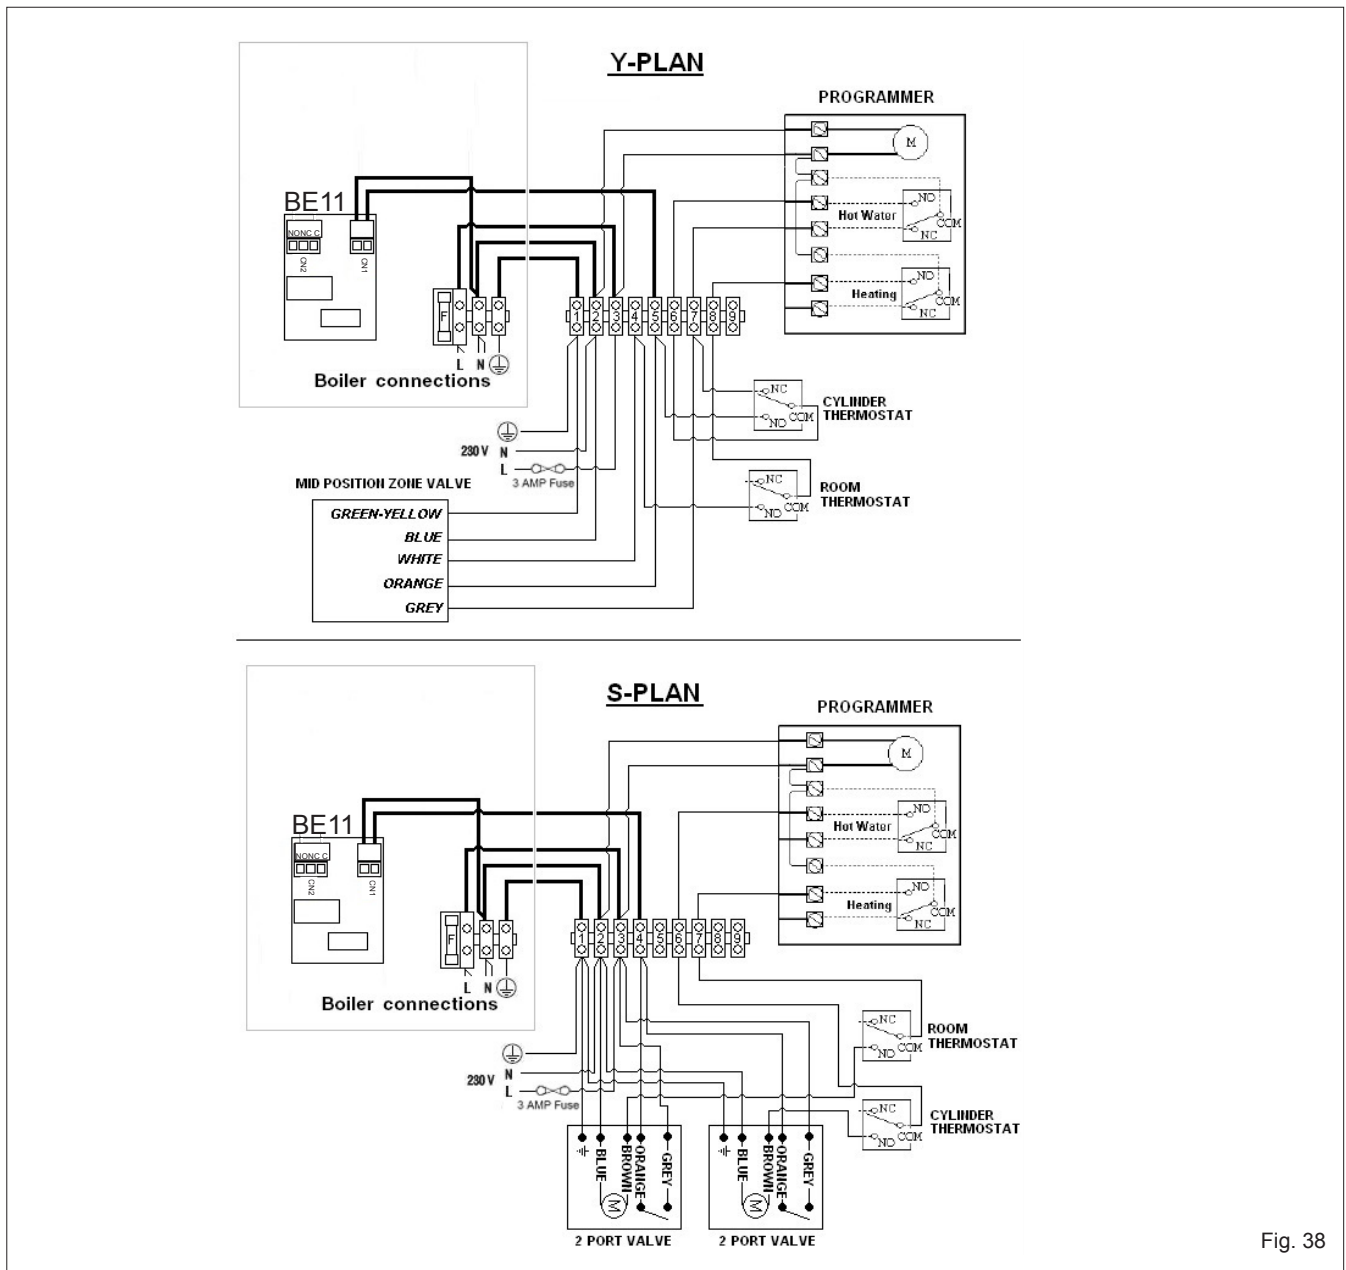 Y-PLAN
PROGRAMMER
M
BE11
NO
COM
NC
Hot Water
NONC C
CN2
CN1
NO
COM
NC
Heating
F
1 2 3 4 5 6 7 8 9
L N
Boiler connections
NC
COM
NO
CYLINDER
THERMOSTAT
230 V N
L
3 AMP Fuse
MID POSITION ZONE VALVE
NC
COM
NO
ROOM
THERMOSTAT
GREEN-YELLOW
BLUE
WHITE
ORANGE
GREY
S-PLAN
PROGRAMMER
M
BE11
NO
COM
NC
Hot Water
NONC C
CN2
CN1
NO
COM
NC
Heating
F
1 2 3 4 5 6 7 8 9
L N
Boiler connections
NC
COM
NO
ROOM
THERMOSTAT
230 V N
L
3 AMP Fuse
NC
COM
NO
CYLINDER
THERMOSTAT
BLUE
BROWN
ORANGE
GREY
M
BLUE
BROWN
ORANGE
GREY
M
2 PORT VALVE
2 PORT VALVE
Fig. 38